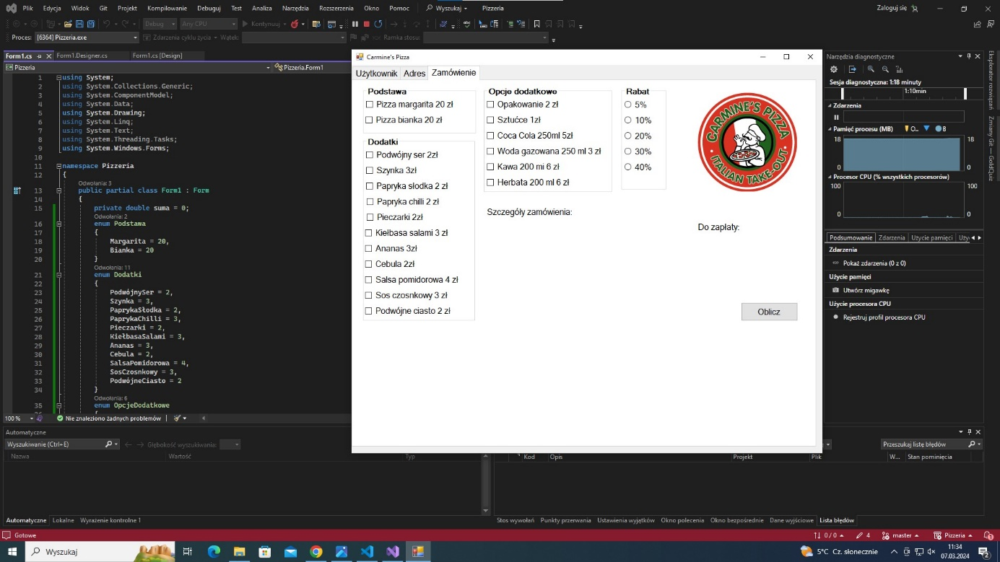 Plik Edycja Widok Git Projekt Kompilowanie Debuguj Test Analiza Narzędzia Rozszerzenia Okno Pomoc Wyszukaj Pizzeria
Zaloguj się
Debug Any CPU Kontynuuj
Proces: [6364] Pizzeria.exe Zdarzenia cyklu życia Wątek: Ramka stosu:
Form1.cs Form1.Designer.cs Form1.cs [Design]
Pizzeria Pizzeria.Form1
1 using System;
2 using System.Collections.Generic;
3 using System.ComponentModel;
4 using System.Data;
5 using System.Drawing;
6 using System.Linq;
7 using System.Text;
8 using System.Threading.Tasks;
9 using System.Windows.Forms;
10
11 namespace Pizzeria
12 {
Odwołania: 3
13 public partial class Form1 : Form
14 {
15 private double suma = 0;
Odwołania: 2
16 enum Podstawa
17 {
18 Margarita = 20,
19 Bianka = 20
20 }
Odwołania: 11
21 enum Dodatki
22 {
23 PodwójnySer = 2,
24 Szynka = 3,
25 PaprykaSłodka = 2,
26 PaprykaChilli = 3,
27 Pieczarki = 2,
28 KiełbasaSalami = 3,
29 Ananas = 3,
30 Cebula = 2,
31 SalsaPomidorowa = 4,
32 SosCzosnkowy = 3,
33 PodwójneCiasto = 2
34 }
Odwołania: 6
35 enum OpcjeDodatkowe
100 % Nie znaleziono żadnych problemów
Carmine's Pizza
Użytkownik Adres Zamówienie
Podstawa
Pizza margarita 20 zł
Pizza bianka 20 zł
Dodatki
Podwójny ser 2zł
Szynka 3zł
Papryka słodka 2 zł
Papryka chilli 2 zł
Pieczarki 2zł
Kiełbasa salami 3 zł
Ananas 3zł
Cebula 2zł
Salsa pomidorowa 4 zł
Sos czosnkowy 3 zł
Podwójne ciasto 2 zł
Opcje dodatkowe
Opakowanie 2 zł
Sztućce 1zł
Coca Cola 250ml 5zł
Woda gazowana 250 ml 3 zł
Kawa 200 ml 6 zł
Herbata 200 ml 6 zł
Rabat
5%
10%
20%
30%
40%
CARMINE'S PIZZA
ITALIAN TAKE-OUT
Szczegóły zamówienia:
Do zapłaty:
Oblicz
Narzędzia diagnostyczne
Sesja diagnostyczna: 1:18 minuty
1:10min
Zdarzenia
Pamięć procesu (MB) O... B
18 18
0 0
Procesor CPU (% wszystkich procesorów)
100 100
0 0
Podsumowanie Zdarzenia Użycie pamięci Uży
Zdarzenia
Pokaż zdarzenia (0 z 0)
Użycie pamięci
Utwórz migawkę
Użycie procesora CPU
Rejestruj profil procesora CPU
Eksplorator rozwiązań
Zmiany Git — GoldQuiz
Automatyczne
Wyszukiwanie (Ctrl+E) Głębokość wyszukiwania:
Nazwa Wartość Typ
Przeszukaj listę błędów
Kod Opis Projekt Plik W... Stan pominięcia
Automatyczne Lokalne Wyrażenie kontrolne 1
Stos wywołań Punkty przerwania Ustawienia wyjątków Okno polecenia Okno bezpośrednie Dane wyjściowe Lista błędów
Gotowe 0 / 0 4 master Pizzeria 1
Wyszukaj
5°C Cz. słonecznie
11:34
07.03.2024
2